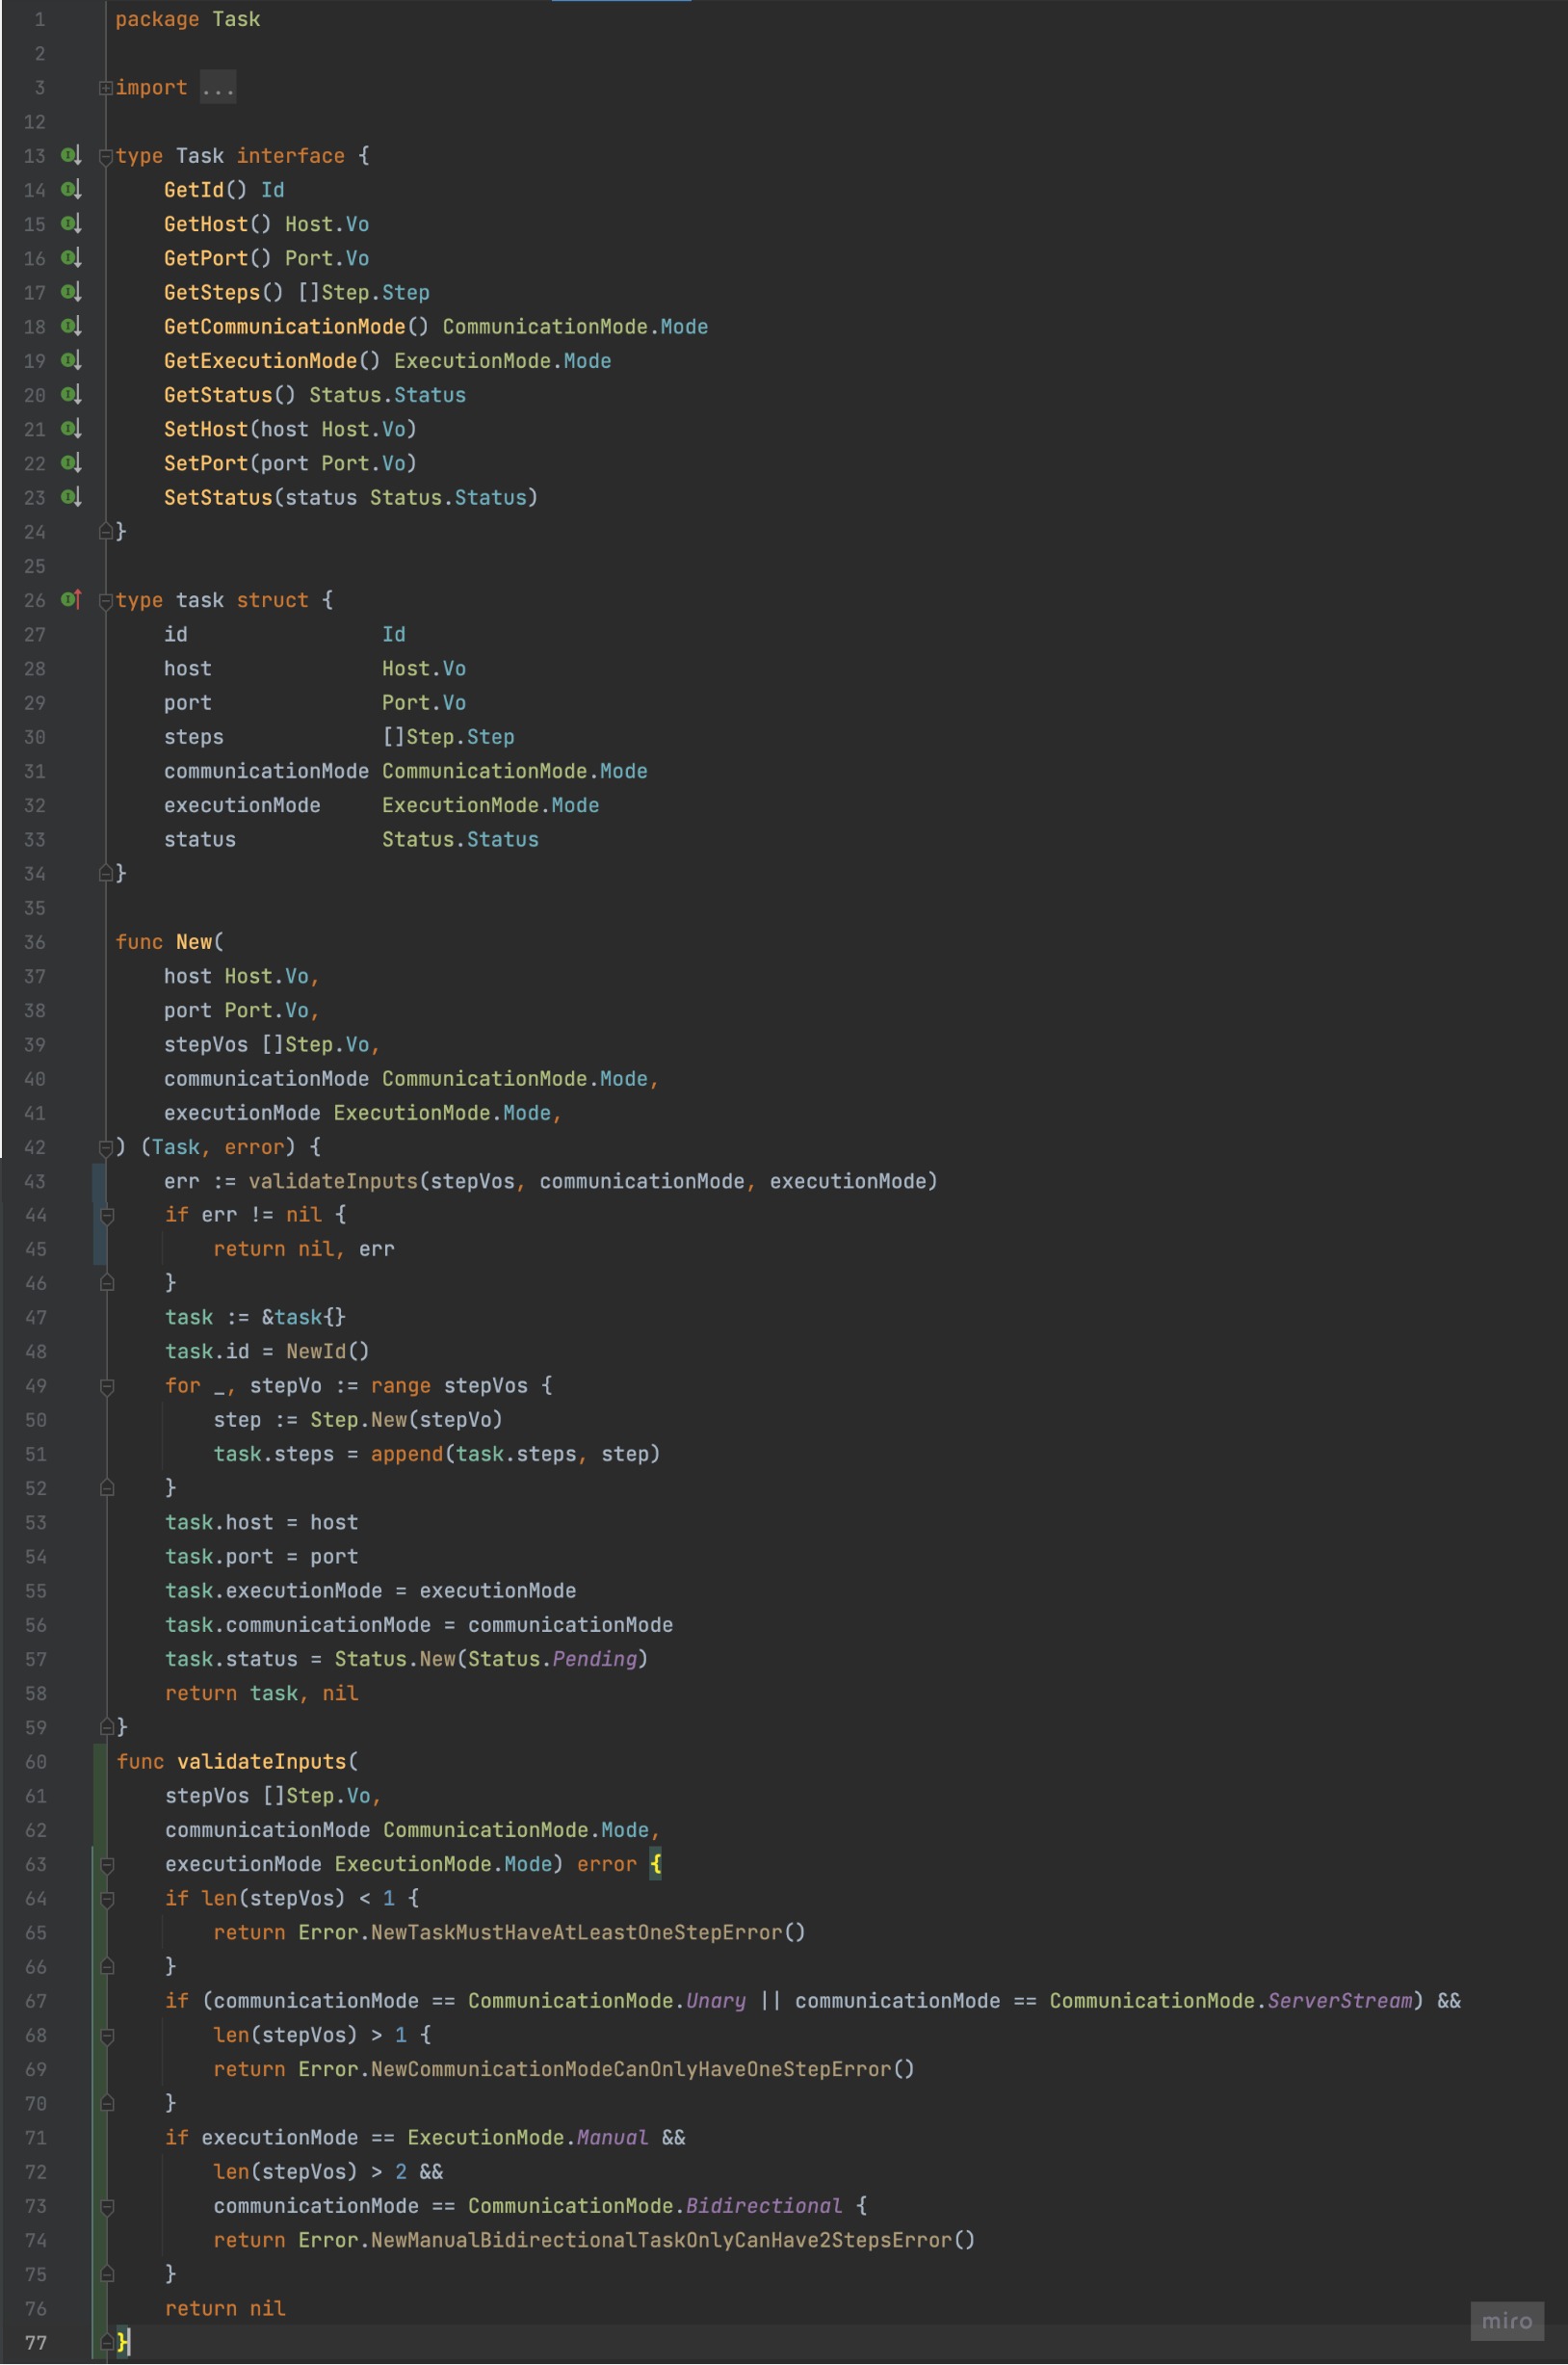 1 package Task
2
3 import ...
12
13 type Task interface {
14 GetId() Id
15 GetHost() Host.Vo
16 GetPort() Port.Vo
17 GetSteps() []Step.Step
18 GetCommunicationMode() CommunicationMode.Mode
19 GetExecutionMode() ExecutionMode.Mode
20 GetStatus() Status.Status
21 SetHost(host Host.Vo)
22 SetPort(port Port.Vo)
23 SetStatus(status Status.Status)
24 }
25
26 type task struct {
27 id Id
28 host Host.Vo
29 port Port.Vo
30 steps []Step.Step
31 communicationMode CommunicationMode.Mode
32 executionMode ExecutionMode.Mode
33 status Status.Status
34 }
35
36 func New(
37 host Host.Vo,
38 port Port.Vo,
39 stepVos []Step.Vo,
40 communicationMode CommunicationMode.Mode,
41 executionMode ExecutionMode.Mode,
42 ) (Task, error) {
43 err := validateInputs(stepVos, communicationMode, executionMode)
44 if err != nil {
45 return nil, err
46 }
47 task := &task{}
48 task.id = NewId()
49 for _, stepVo := range stepVos {
50 step := Step.New(stepVo)
51 task.steps = append(task.steps, step)
52 }
53 task.host = host
54 task.port = port
55 task.executionMode = executionMode
56 task.communicationMode = communicationMode
57 task.status = Status.New(Status.Pending)
58 return task, nil
59 }
60 func validateInputs(
61 stepVos []Step.Vo,
62 communicationMode CommunicationMode.Mode,
63 executionMode ExecutionMode.Mode) error {
64 if len(stepVos) < 1 {
65 return Error.NewTaskMustHaveAtLeastOneStepError()
66 }
67 if (communicationMode == CommunicationMode.Unary || communicationMode == CommunicationMode.ServerStream) &&
68 len(stepVos) > 1 {
69 return Error.NewCommunicationModeCanOnlyHaveOneStepError()
70 }
71 if executionMode == ExecutionMode.Manual &&
72 len(stepVos) > 2 &&
73 communicationMode == CommunicationMode.Bidirectional {
74 return Error.NewManualBidirectionalTaskOnlyCanHave2StepsError()
75 }
76 return nil
77 }
miro